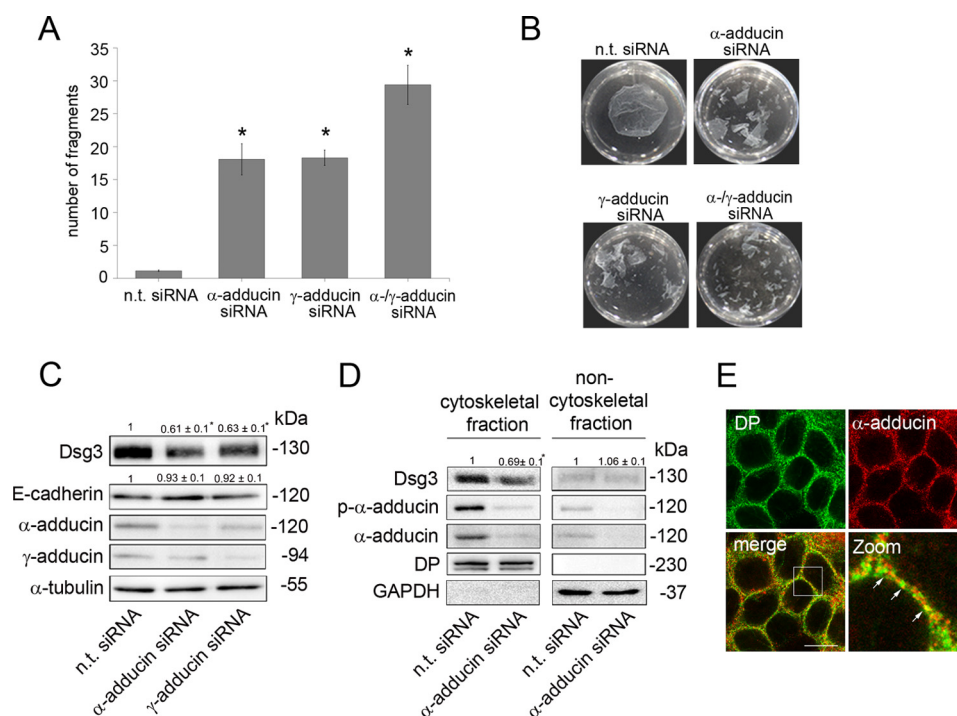 A
number of fragments
35
30
25
20
15
10
5
0
*
*
*
n.t. siRNA
α-adducin
siRNA
γ-adducin
siRNA
α-/γ-adducin
siRNA
B
n.t. siRNA
α-adducin
siRNA
γ-adducin
siRNA
α-/γ-adducin
siRNA
C
kDa
1 0.61 ± 0.1* 0.63 ± 0.1*
Dsg3 -130
1 0.93 ± 0.1 0.92 ± 0.1
E-cadherin -120
α-adducin -120
γ-adducin -94
α-tubulin -55
n.t. siRNA
α-adducin siRNA
γ-adducin siRNA
D
cytoskeletal
fraction
non-
cytoskeletal
fraction
kDa
1 0.69± 0.1* 1 1.06 ± 0.1
Dsg3 -130
p-α-adducin -120
α-adducin -120
DP -230
GAPDH -37
n.t. siRNA
α-adducin siRNA
n.t. siRNA
α-adducin siRNA
E
DP
α-adducin
merge
Zoom